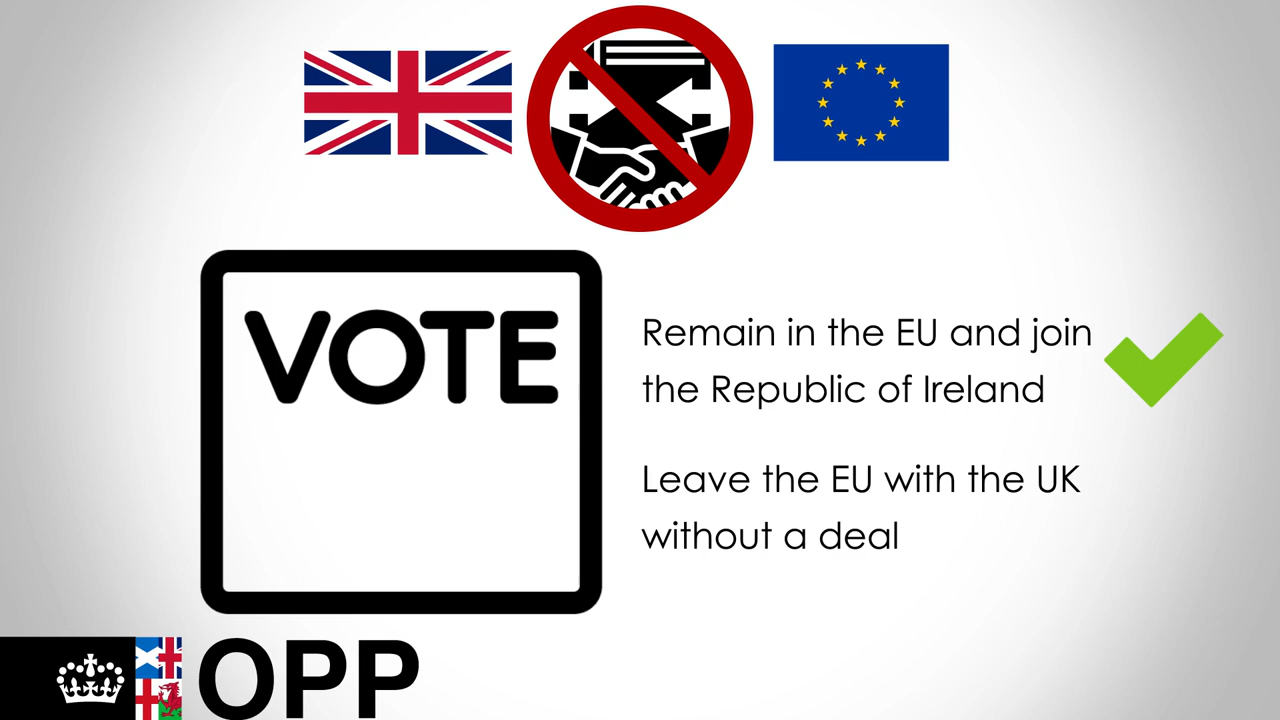 VOTE
Remain in the EU and join
the Republic of Ireland
Leave the EU with the UK
without a deal
OPP